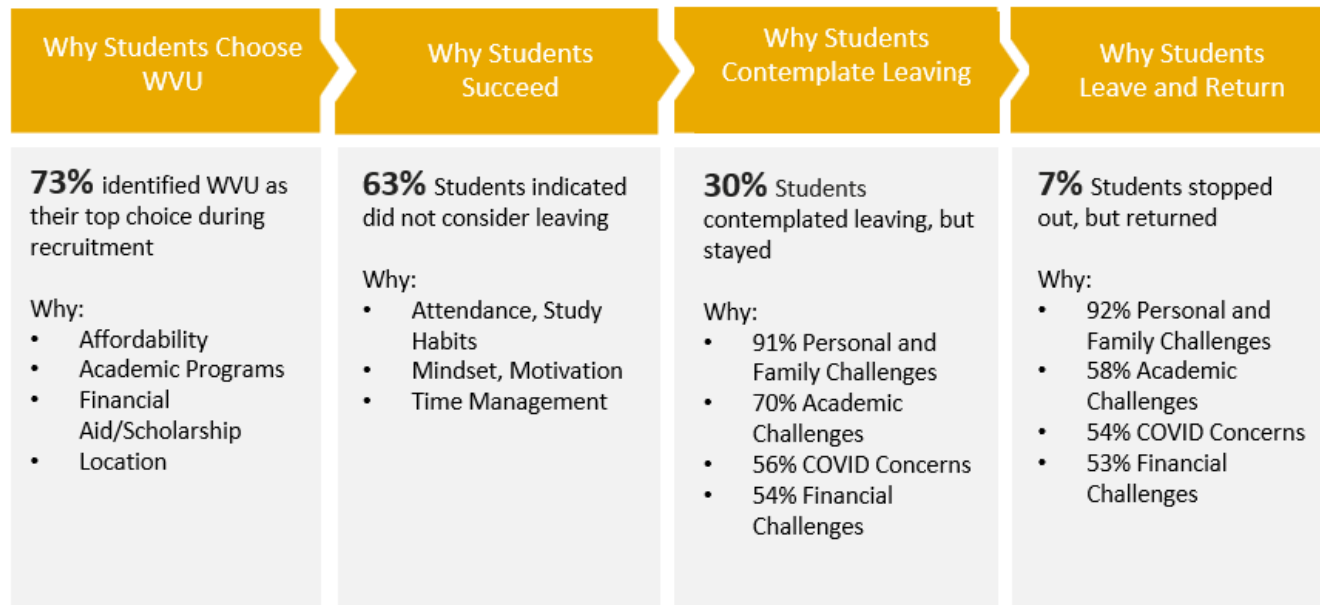 Why Students Choose
WVU
Why Students
Succeed
Why Students
Contemplate Leaving
Why Students
Leave and Return
73% identified WVU as
their top choice during
recruitment
Why:
• Affordability
• Academic Programs
• Financial
Aid/Scholarship
• Location
63% Students indicated
did not consider leaving
Why:
• Attendance, Study
Habits
• Mindset, Motivation
• Time Management
30% Students
contemplated leaving, but
stayed
Why:
• 91% Personal and
Family Challenges
• 70% Academic
Challenges
• 56% COVID Concerns
• 54% Financial
Challenges
7% Students stopped
out, but returned
Why:
• 92% Personal and
Family Challenges
• 58% Academic
Challenges
• 54% COVID Concerns
• 53% Financial
Challenges